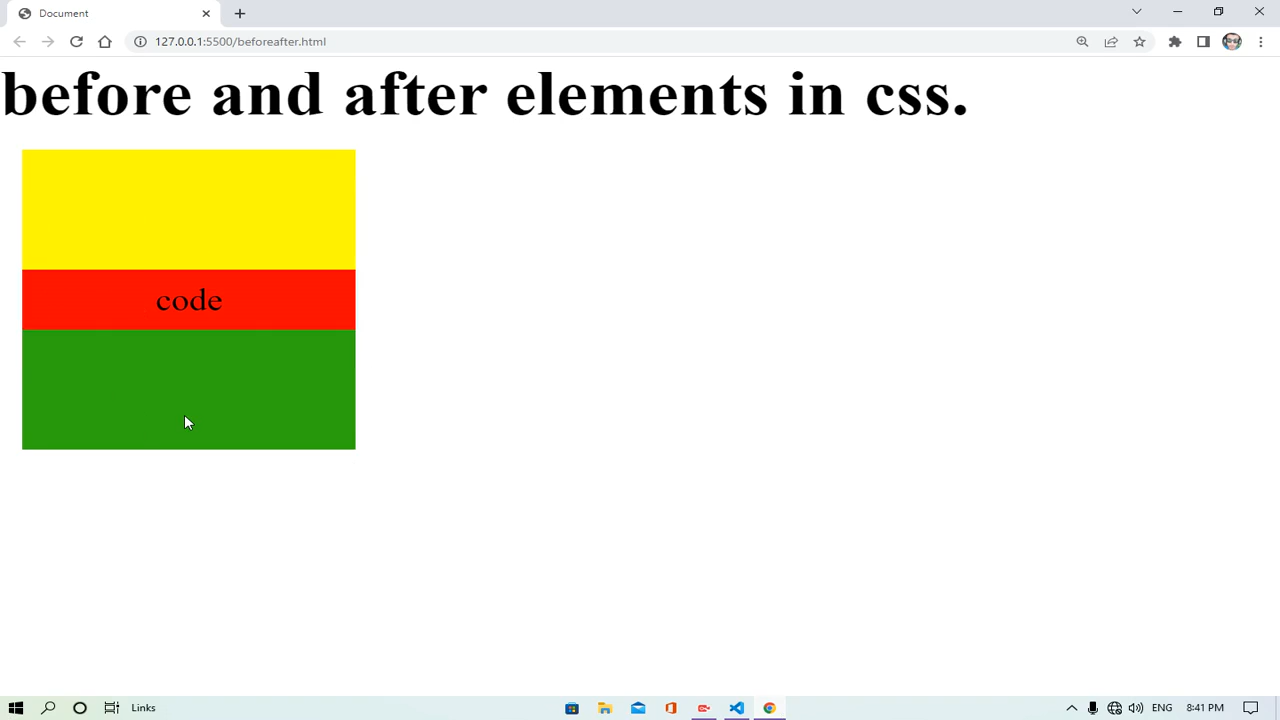 Document
127.0.0.1:5500/beforeafter.html
before and after elements in css.
code
Links
ENG
8:41 PM